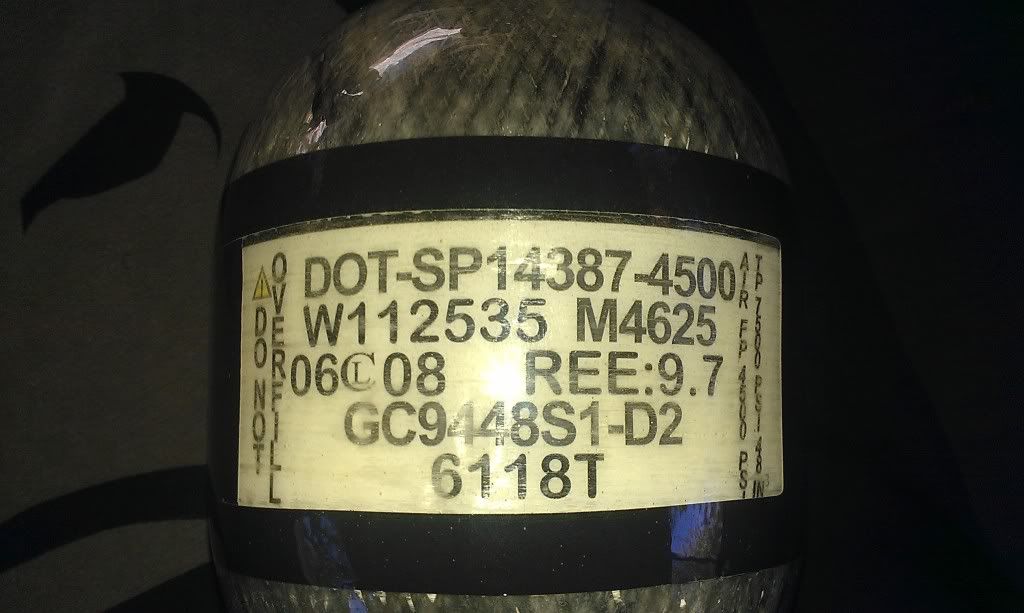 DO NOT
OVERFILL
DOT-SP14387-4500
W112535 M4625
06 08 REE:9.7
GC9448S1-D2
6118T
AIR FP 4500 PSI
TP 7500 PSI 48 IN